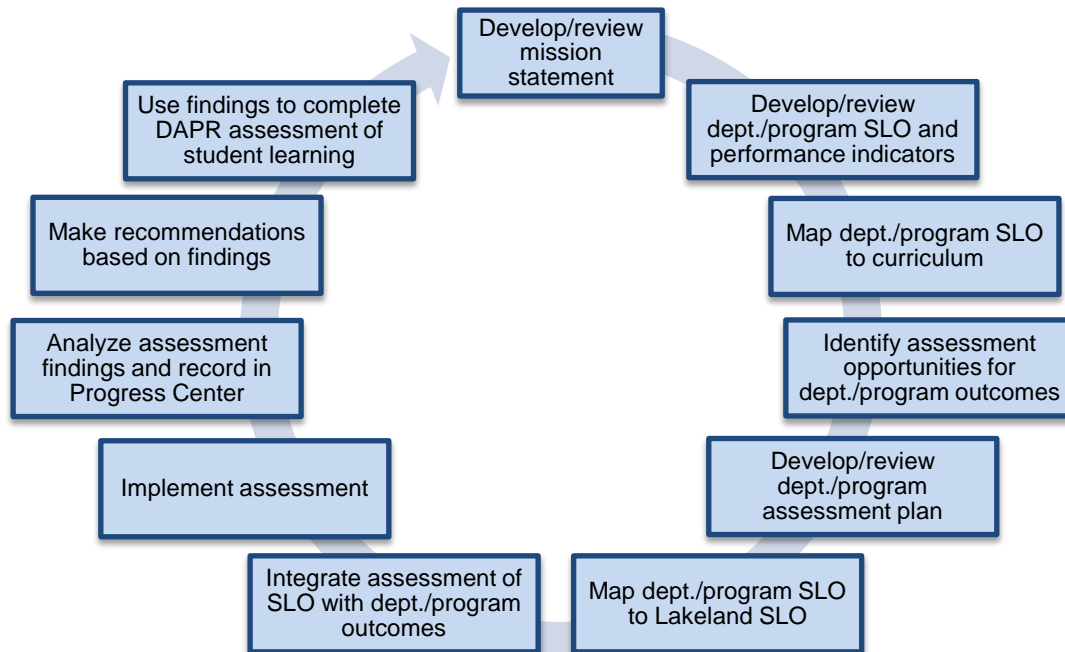 Develop/review
mission
statement
Develop/review
dept./program SLO and
performance indicators
Map dept./program SLO
to curriculum
Identify assessment
opportunities for
dept./program outcomes
Develop/review
dept./program
assessment plan
Map dept./program SLO
to Lakeland SLO
Integrate assessment of
SLO with dept./program
outcomes
Implement assessment
Analyze assessment
findings and record in
Progress Center
Make recommendations
based on findings
Use findings to complete
DAPR assessment of
student learning